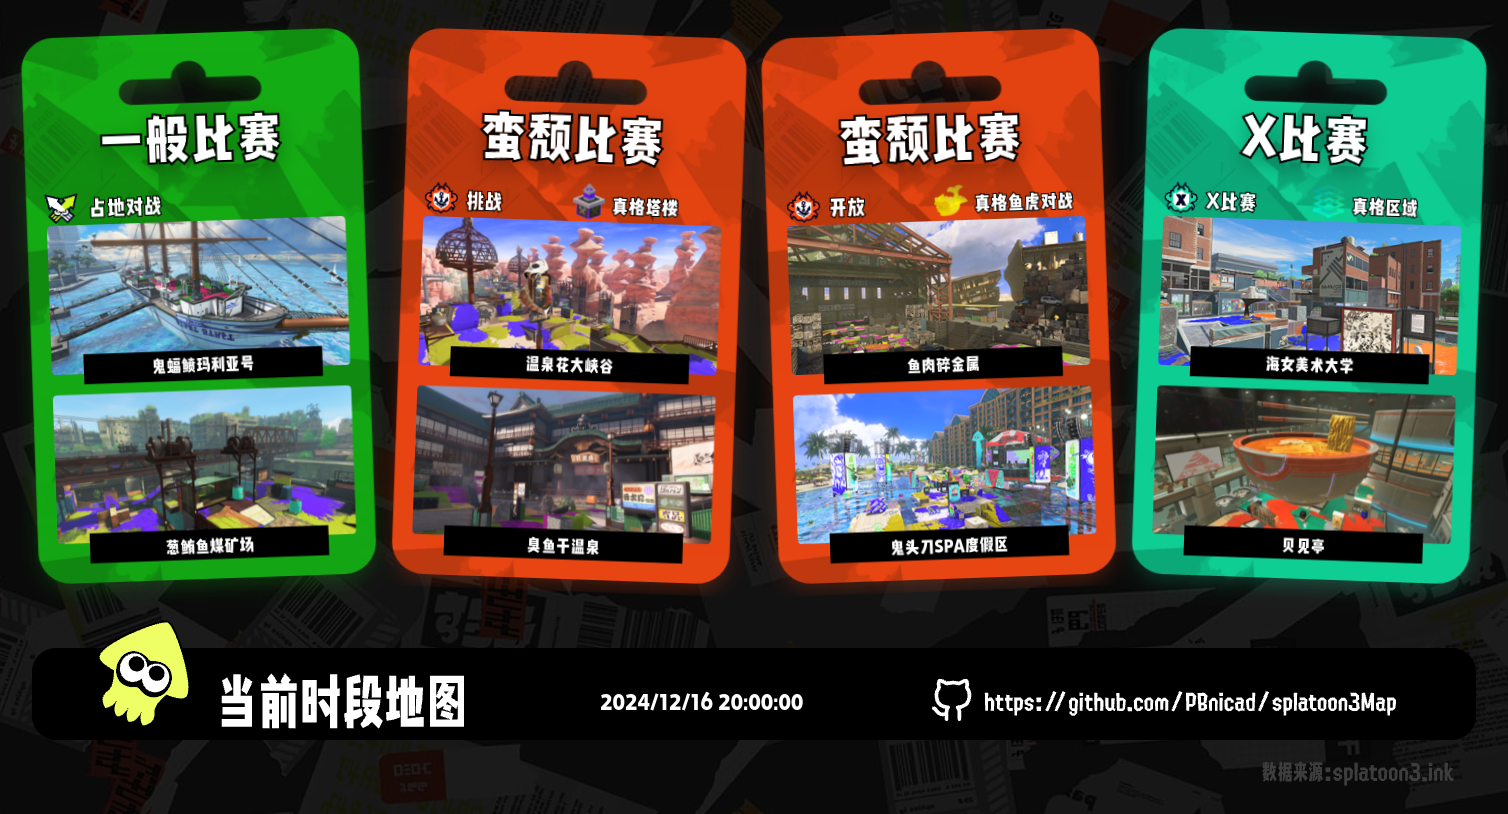 一般比赛
占地对战
鬼蝠鲼玛利亚号
葱鲔鱼煤矿场
蛮颓比赛
挑战
真格塔楼
温泉花大峡谷
臭鱼干温泉
蛮颓比赛
开放
真格鱼虎对战
鱼肉碎金属
鬼头刀SPA度假区
X比赛
X比赛
真格区域
海女美术大学
贝见亭
当前时段地图
2024/12/16 20:00:00
https://github.com/PBnicad/splatoon3Map
数据来源:splatoon3.ink